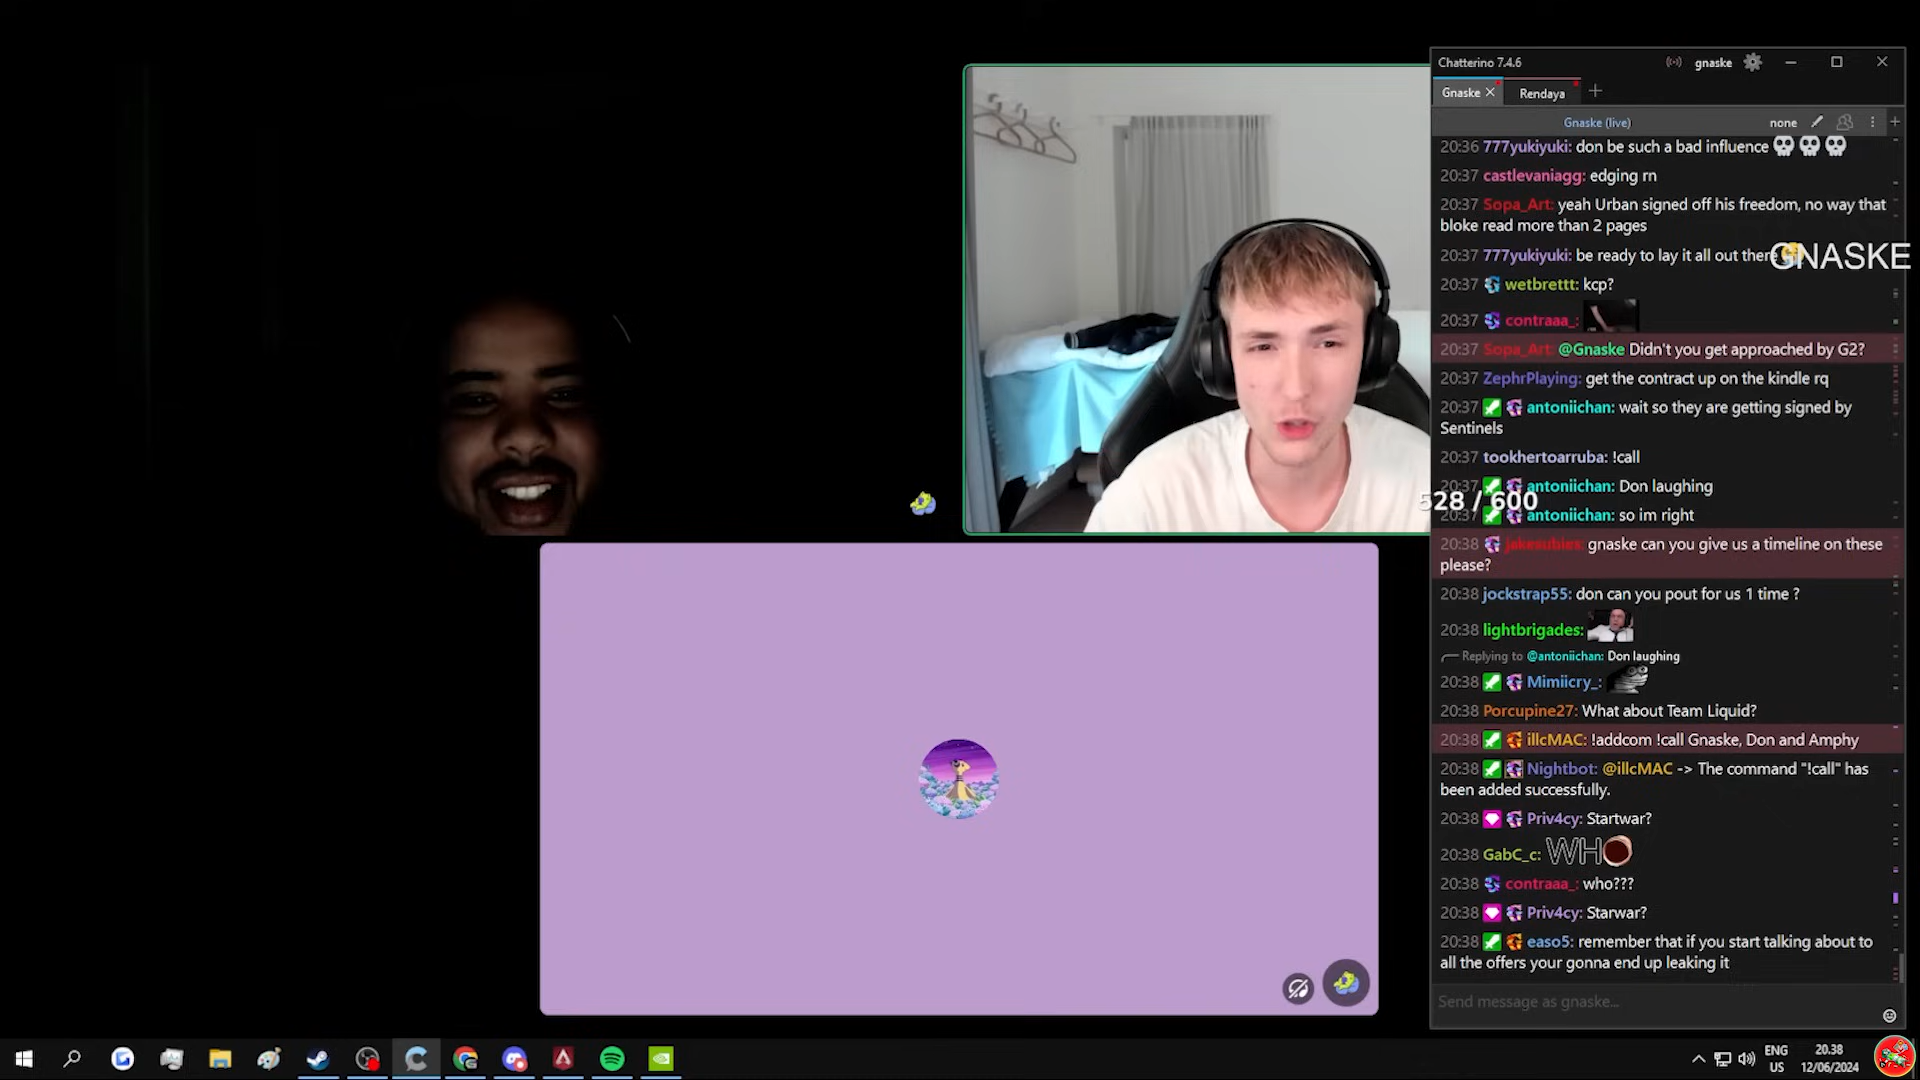 Chatterino 7.4.6
gnaske
Gnaske
Rendaya
Gnaske (live)
none
20:36 777yukiyuki: don be such a bad influence
20:37 castlevaniagg: edging rn
20:37 Sopa_Art: yeah Urban signed off his freedom, no way that
bloke read more than 2 pages
20:37 777yukiyuki: be ready to lay it all out there
GNASKE
20:37 wetbrettt: kcp?
20:37 contraaa_:
20:37 Sopa_Art: @Gnaske Didn't you get approached by G2?
20:37 ZephrPlaying: get the contract up on the kindle rq
20:37 antoniichan: wait so they are getting signed by
Sentinels
20:37 tookhertoarruba: !call
20:37 antoniichan: Don laughing
528 / 600
20:37 antoniichan: so im right
20:38 jakesubies: gnaske can you give us a timeline on these
please?
20:38 jockstrap55: don can you pout for us 1 time ?
20:38 lightbrigades:
Replying to @antoniichan: Don laughing
20:38 Mimiicry_:
20:38 Porcupine27: What about Team Liquid?
20:38 illcMAC: !addcom !call Gnaske, Don and Amphy
20:38 Nightbot: @illcMAC -> The command "!call" has
been added successfully.
20:38 Priv4cy: Startwar?
20:38 GabC_c: WHO
20:38 contraaa_: who???
20:38 Priv4cy: Starwar?
20:38 easo5: remember that if you start talking about to
all the offers your gonna end up leaking it
Send message as gnaske...
ENG
US
20.38
12/06/2024